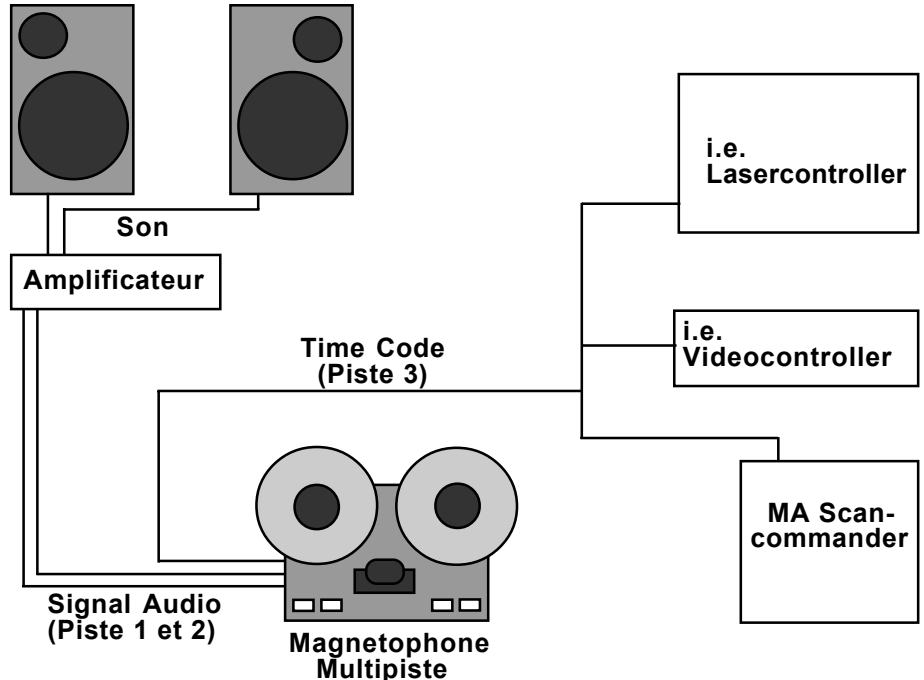 Son
Amplificateur
i.e.
Lasercontroller
Time Code
(Piste 3)
i.e.
Videocontroller
MA Scan-
commander
Signal Audio
(Piste 1 et 2)
Magnetophone
Multipiste